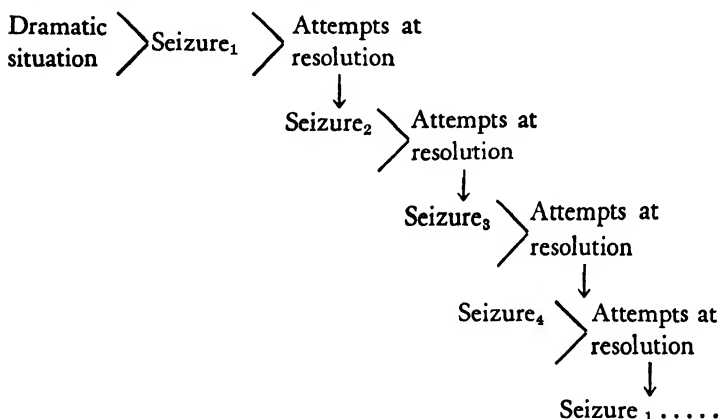 Dramatic situation
Seizure₁
Attempts at resolution
Seizure₂
Attempts at resolution
Seizure₃
Attempts at resolution
Seizure₄
Attempts at resolution
Seizure ₁ . . . . .